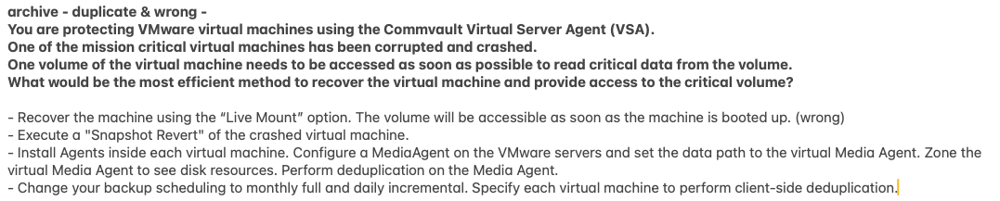 archive - duplicate & wrong -
You are protecting VMware virtual machines using the Commvault Virtual Server Agent (VSA).
One of the mission critical virtual machines has been corrupted and crashed.
One volume of the virtual machine needs to be accessed as soon as possible to read critical data from the volume.
What would be the most efficient method to recover the virtual machine and provide access to the critical volume?

- Recover the machine using the “Live Mount” option. The volume will be accessible as soon as the machine is booted up. (wrong)
- Execute a "Snapshot Revert" of the crashed virtual machine.
- Install Agents inside each virtual machine. Configure a MediaAgent on the VMware servers and set the data path to the virtual Media Agent. Zone the
virtual Media Agent to see disk resources. Perform deduplication on the Media Agent.
- Change your backup scheduling to monthly full and daily incremental. Specify each virtual machine to perform client-side deduplication.